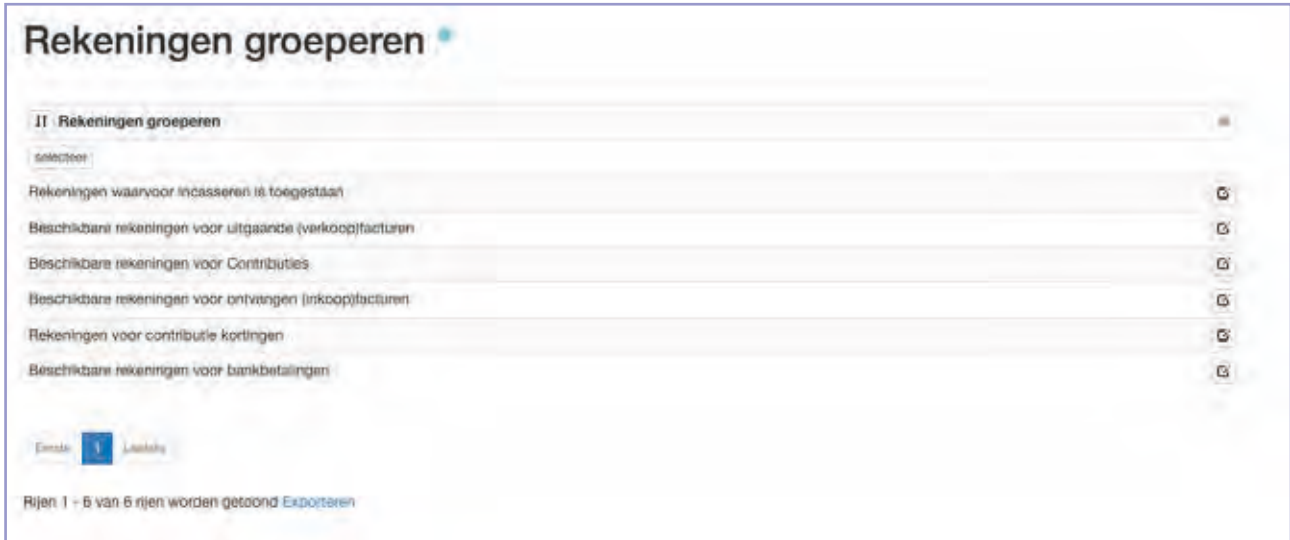 Rekeningen groeperen
Rekeningen groeperen
selecteer
Rekeningen waarvoor incasseren is toegestaan
Beschikbare rekeningen voor uitgaande (verkoop)facturen
Beschikbare rekeningen voor Contributies
Beschikbare rekeningen voor ontvangen (inkoop)facturen
Rekeningen voor contributie kortingen
Beschikbare rekeningen voor bankbetalingen
Eerste 1 Laatste
Rijen 1 - 6 van 6 rijen worden getoond Exporteren